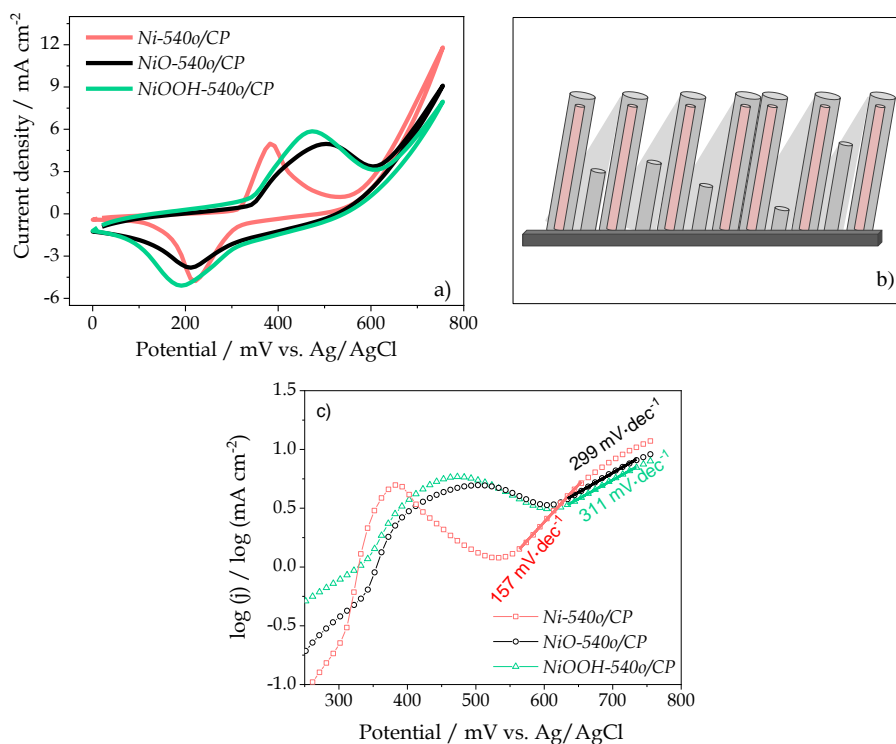 Ni-540o/CP
NiO-540o/CP
NiOOH-540o/CP
Current density / mA cm-2
12
9
6
3
0
-3
-6
a)
0 200 400 600 800
Potential / mV vs. Ag/AgCl
b)
c)
log (j) / log (mA cm-2)
1.5
1.0
0.5
0.0
-0.5
-1.0
299 mV·dec-1
311 mV·dec-1
157 mV·dec-1
Ni-540o/CP
NiO-540o/CP
NiOOH-540o/CP
300 400 500 600 700 800
Potential / mV vs. Ag/AgCl